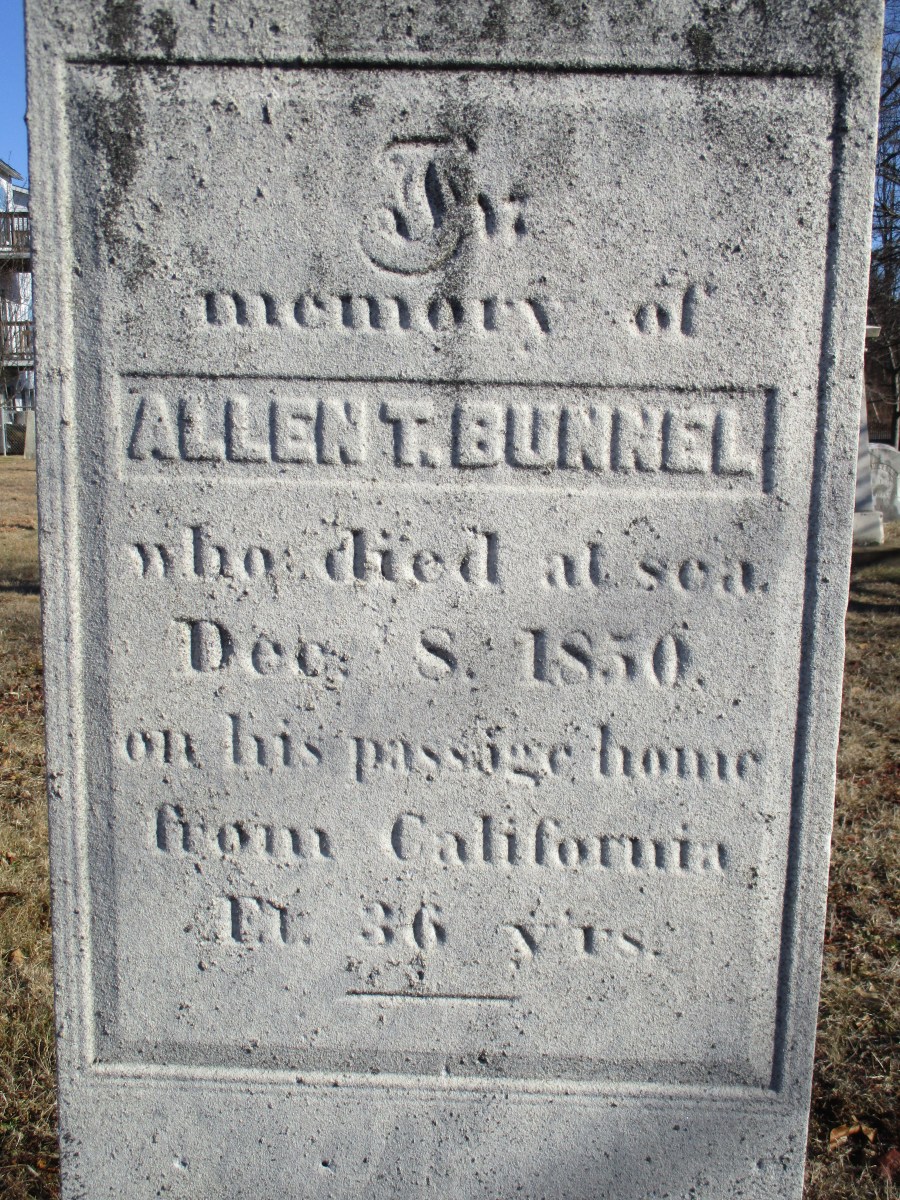 In
memory of
ALLEN T. BUNNEL
who died at sea.
Dec. 8. 1850.
on his passage home
from California
Et. 36 y'rs.